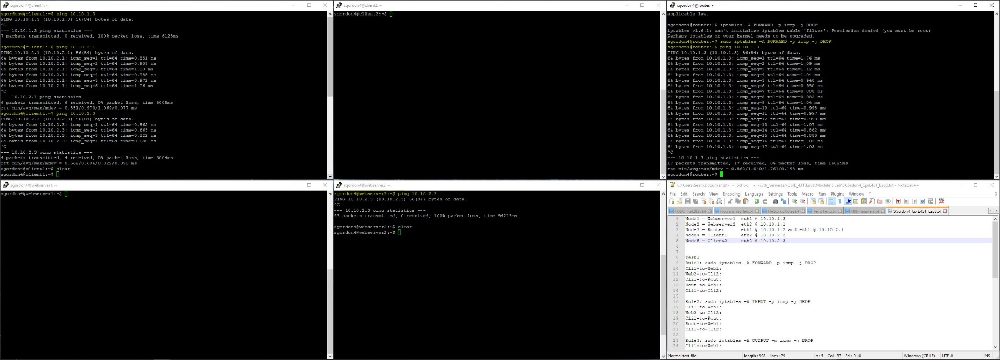 sgordon4@client1: ~
sgordon4@client1:~$ ping 10.10.1.3
PING 10.10.1.3 (10.10.1.3) 56(84) bytes of data.
^C
--- 10.10.1.3 ping statistics ---
7 packets transmitted, 0 received, 100% packet loss, time 6125ms
sgordon4@client1:~$ ping 10.10.2.1
PING 10.10.2.1 (10.10.2.1) 56(84) bytes of data.
64 bytes from 10.10.2.1: icmp_seq=1 ttl=64 time=0.851 ms
64 bytes from 10.10.2.1: icmp_seq=2 ttl=64 time=0.908 ms
64 bytes from 10.10.2.1: icmp_seq=3 ttl=64 time=1.03 ms
64 bytes from 10.10.2.1: icmp_seq=4 ttl=64 time=0.985 ms
64 bytes from 10.10.2.1: icmp_seq=5 ttl=64 time=0.972 ms
64 bytes from 10.10.2.1: icmp_seq=6 ttl=64 time=1.06 ms
^C
--- 10.10.2.1 ping statistics ---
6 packets transmitted, 6 received, 0% packet loss, time 5008ms
rtt min/avg/max/mdev = 0.851/0.970/1.069/0.077 ms
sgordon4@client1:~$ ping 10.10.2.3
PING 10.10.2.3 (10.10.2.3) 56(84) bytes of data.
64 bytes from 10.10.2.3: icmp_seq=1 ttl=64 time=0.562 ms
64 bytes from 10.10.2.3: icmp_seq=2 ttl=64 time=0.665 ms
64 bytes from 10.10.2.3: icmp_seq=3 ttl=64 time=0.822 ms
64 bytes from 10.10.2.3: icmp_seq=4 ttl=64 time=0.698 ms
^C
--- 10.10.2.3 ping statistics ---
4 packets transmitted, 4 received, 0% packet loss, time 3004ms
rtt min/avg/max/mdev = 0.562/0.686/0.822/0.098 ms
sgordon4@client1:~$ clear
sgordon4@client1:~$
sgordon4@client2: ~
sgordon4@client2:~$
sgordon4@router: ~
applicable law.
sgordon4@router:~$ iptables -A FORWARD -p icmp -j DROP
iptables v1.6.1: can't initialize iptables table `filter': Permission denied (you must be root)
Perhaps iptables or your kernel needs to be upgraded.
sgordon4@router:~$ sudo iptables -A FORWARD -p icmp -j DROP
sgordon4@router:~$ ping 10.10.1.3
PING 10.10.1.3 (10.10.1.3) 56(84) bytes of data.
64 bytes from 10.10.1.3: icmp_seq=1 ttl=64 time=1.76 ms
64 bytes from 10.10.1.3: icmp_seq=2 ttl=64 time=1.09 ms
64 bytes from 10.10.1.3: icmp_seq=3 ttl=64 time=1.12 ms
64 bytes from 10.10.1.3: icmp_seq=4 ttl=64 time=1.04 ms
64 bytes from 10.10.1.3: icmp_seq=5 ttl=64 time=0.940 ms
64 bytes from 10.10.1.3: icmp_seq=6 ttl=64 time=0.950 ms
64 bytes from 10.10.1.3: icmp_seq=7 ttl=64 time=0.888 ms
64 bytes from 10.10.1.3: icmp_seq=8 ttl=64 time=0.982 ms
64 bytes from 10.10.1.3: icmp_seq=9 ttl=64 time=1.04 ms
64 bytes from 10.10.1.3: icmp_seq=10 ttl=64 time=0.998 ms
64 bytes from 10.10.1.3: icmp_seq=11 ttl=64 time=0.997 ms
64 bytes from 10.10.1.3: icmp_seq=12 ttl=64 time=0.993 ms
64 bytes from 10.10.1.3: icmp_seq=13 ttl=64 time=1.07 ms
64 bytes from 10.10.1.3: icmp_seq=14 ttl=64 time=0.862 ms
64 bytes from 10.10.1.3: icmp_seq=15 ttl=64 time=0.880 ms
64 bytes from 10.10.1.3: icmp_seq=16 ttl=64 time=1.02 ms
64 bytes from 10.10.1.3: icmp_seq=17 ttl=64 time=1.03 ms
^C
--- 10.10.1.3 ping statistics ---
17 packets transmitted, 17 received, 0% packet loss, time 16025ms
rtt min/avg/max/mdev = 0.862/1.040/1.761/0.198 ms
sgordon4@router:~$
sgordon4@webserver1: ~
sgordon4@webserver1:~$
sgordon4@webserver2: ~
sgordon4@webserver2:~$ ping 10.10.2.3
PING 10.10.2.3 (10.10.2.3) 56(84) bytes of data.
^C
--- 10.10.2.3 ping statistics ---
93 packets transmitted, 0 received, 100% packet loss, time 94215ms
sgordon4@webserver2:~$ clear
sgordon4@webserver2:~$
C:\Users\Sean\Documents\-=- School -=-\7th_Semester\CprE_431\Labs\Module 6 Lab\SGordon4_CprE431_Lab6.txt - Notepad++
File Edit Search View Encoding Language Settings Tools Macro Run Plugins Window ?
TODO_Fall2020.txt ProgrammingRefs.txt FileStoringNotes.txt TempTemp.txt M06 - answers.txt SGordon4_CprE431_Lab6.txt
1 Node1 = Webserver1 eth1 @ 10.10.1.3
2 Node2 = Webserver2 eth2 @ 10.10.1.1
3 Node3 = Router eth1 @ 10.10.1.2 and eth1 @ 10.10.2.1
4 Node4 = Client1 eth2 @ 10.10.2.2
5 Node5 = Client2 eth2 @ 10.10.2.3
6
7
8 Task1
9 Rule1: sudo iptables -A FORWARD -p icmp -j DROP
10 Cli1-to-Web1:
11 Web2-to-Cli2:
12 Cli1-to-Rout:
13 Rout-to-Web1:
14 Cli1-to-Cli2:
15
16 Rule2: sudo iptables -A INPUT -p icmp -j DROP
17 Cli1-to-Web1:
18 Web2-to-Cli2:
19 Cli1-to-Rout:
20 Rout-to-Web1:
21 Cli1-to-Cli2:
22
23 Rule3: sudo iptables -A OUTPUT -p icmp -j DROP
24 Cli1-to-Web1:
Normal text file length : 598 lines : 29 Ln : 5 Col : 37 Sel : 0 | 0 Windows (CR LF) UTF-8 INS